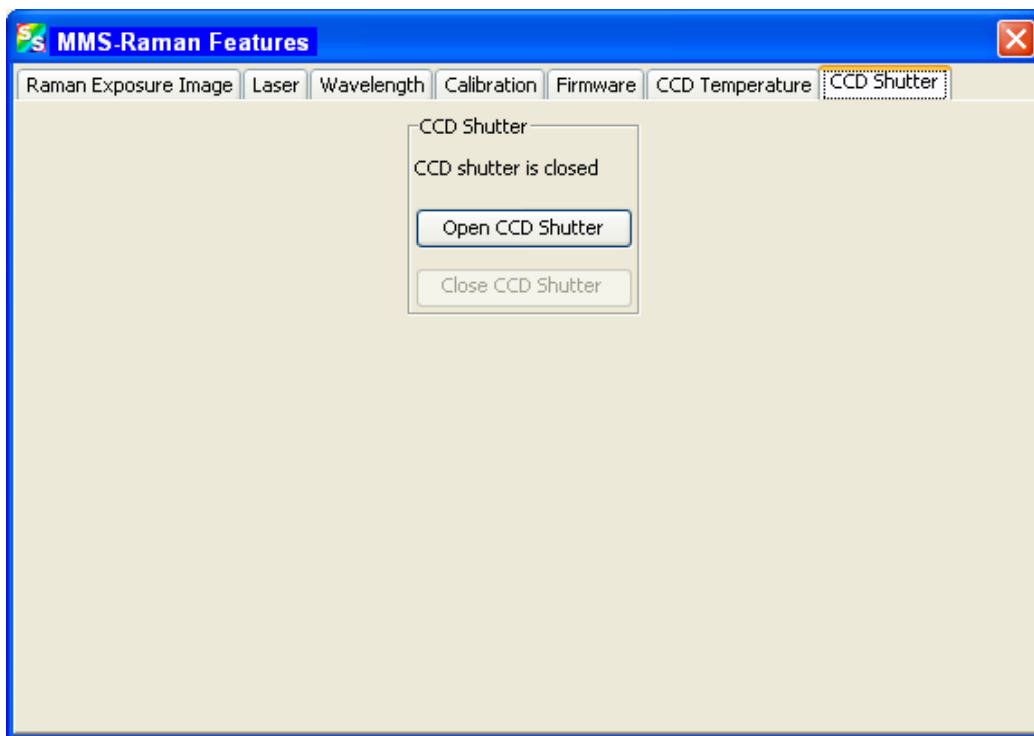 SS MMS-Raman Features
Raman Exposure Image Laser Wavelength Calibration Firmware CCD Temperature CCD Shutter
CCD Shutter
CCD shutter is closed
Open CCD Shutter
Close CCD Shutter